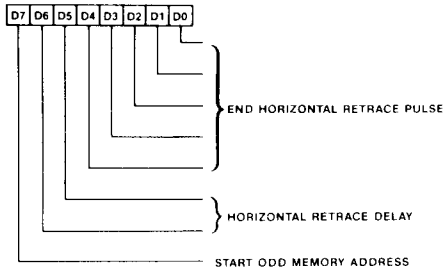 D7 D6 D5 D4 D3 D2 D1 D0
END HORIZONTAL RETRACE PULSE
HORIZONTAL RETRACE DELAY
START ODD MEMORY ADDRESS